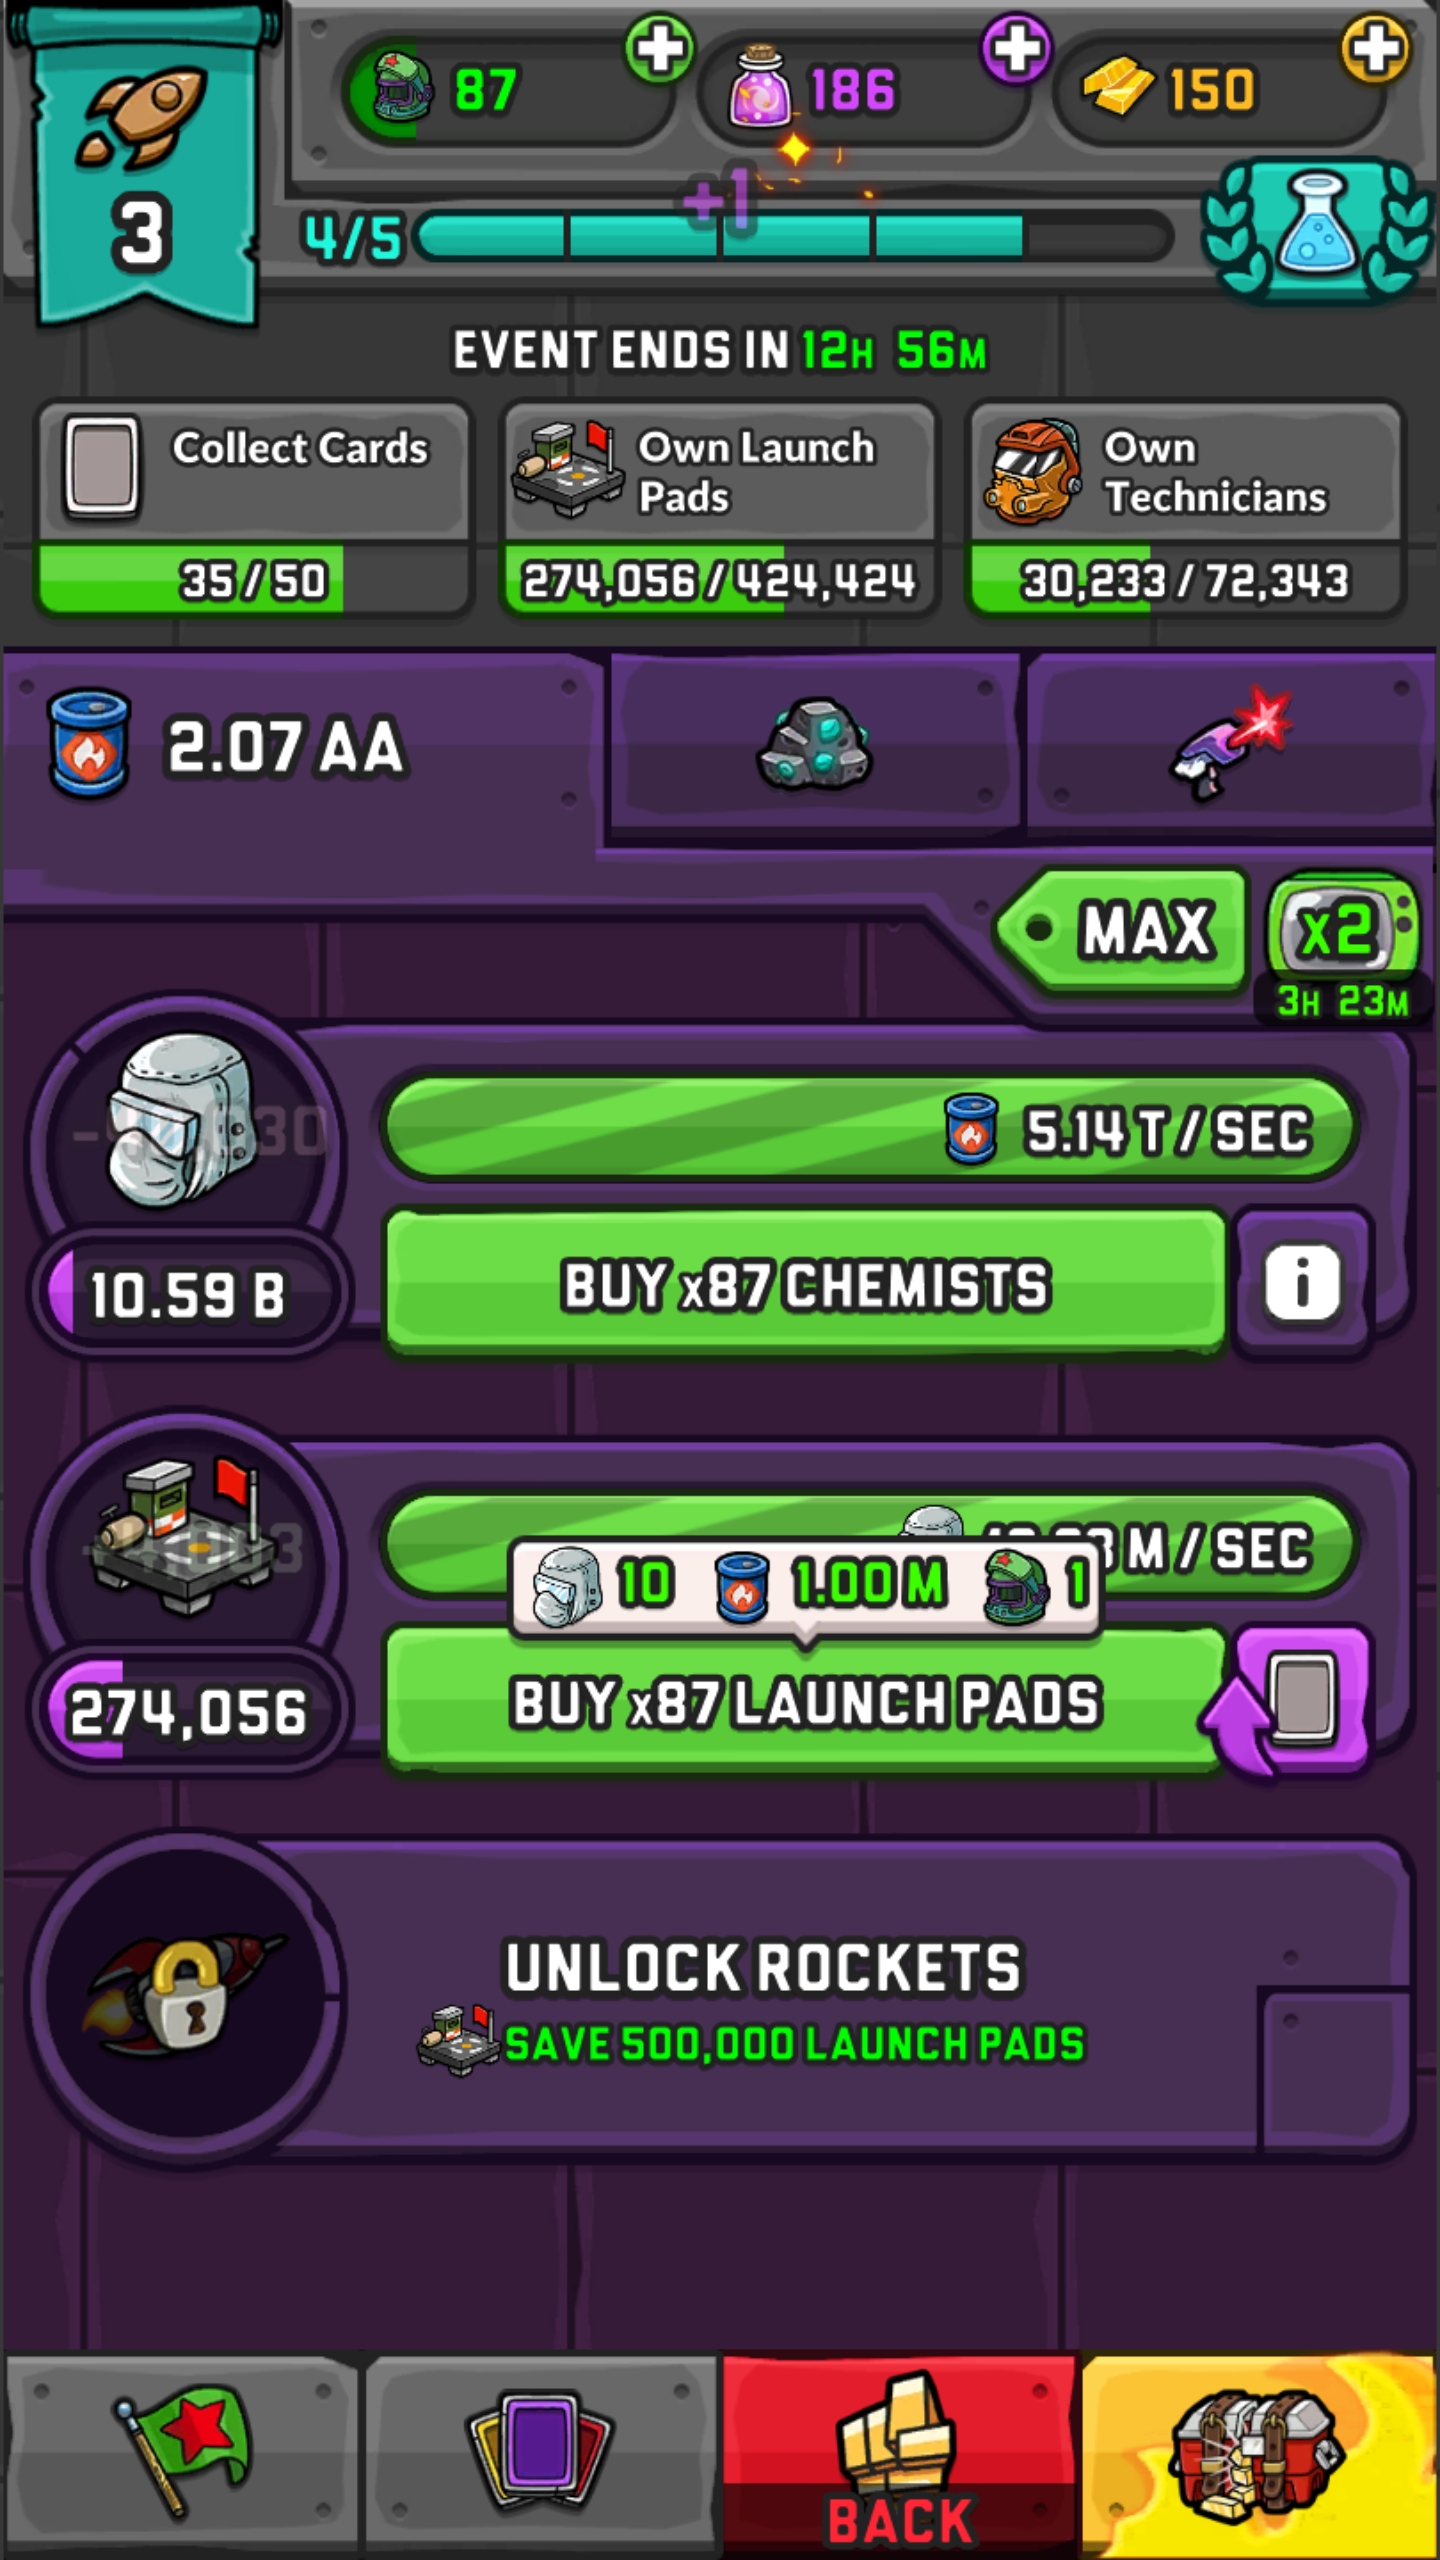 87
186
150
+1
3
4/5
EVENT ENDS IN 12H 56M
Collect Cards
35/50
Own Launch
Pads
274,056/424,424
Own
Technicians
30,233/72,343
2.07 AA
MAX
x2
3H 23M
5.14 T/SEC
10.59 B
BUY x87 CHEMISTS
M/SEC
10
1.00 M
1
274,056
BUY x87 LAUNCH PADS
UNLOCK ROCKETS
SAVE 500,000 LAUNCH PADS
BACK